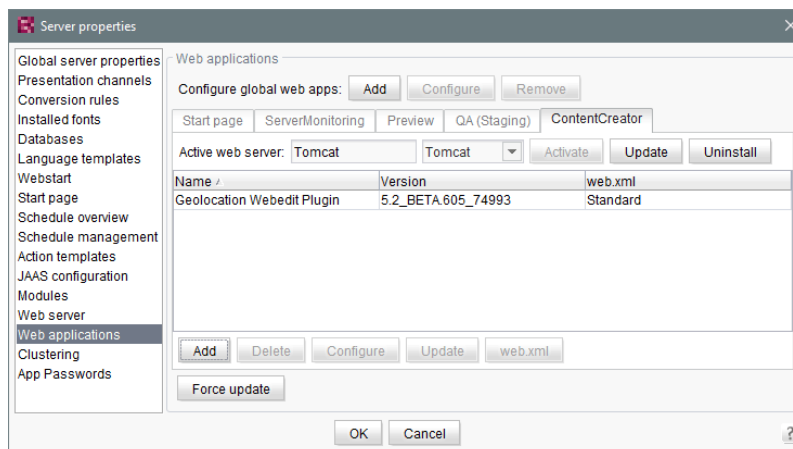 Server properties
Global server properties
Presentation channels
Conversion rules
Installed fonts
Databases
Language templates
Webstart
Start page
Schedule overview
Schedule management
Action templates
JAAS configuration
Modules
Web server
Web applications
Clustering
App Passwords
Web applications
Configure global web apps: Add Configure Remove
Start page ServerMonitoring Preview QA (Staging) ContentCreator
Active web server: Tomcat Tomcat Activate Update Uninstall
Name Version web.xml
Geolocation Webedit Plugin 5.2_BETA.605_74993 Standard
Add Delete Configure Update web.xml
Force update
OK Cancel ?